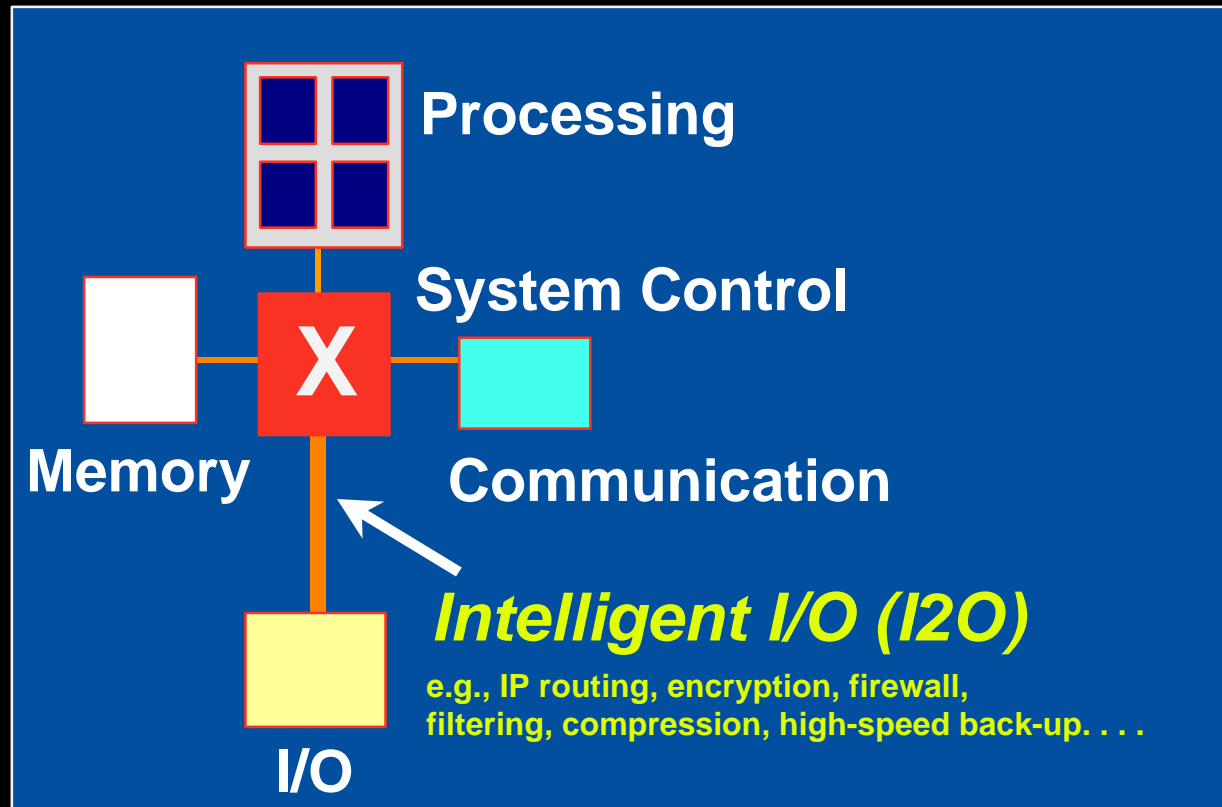 Processing
System Control
X
Memory
Communication
Intelligent I/O (I2O)
e.g., IP routing, encryption, firewall,
filtering, compression, high-speed back-up. . . .
I/O